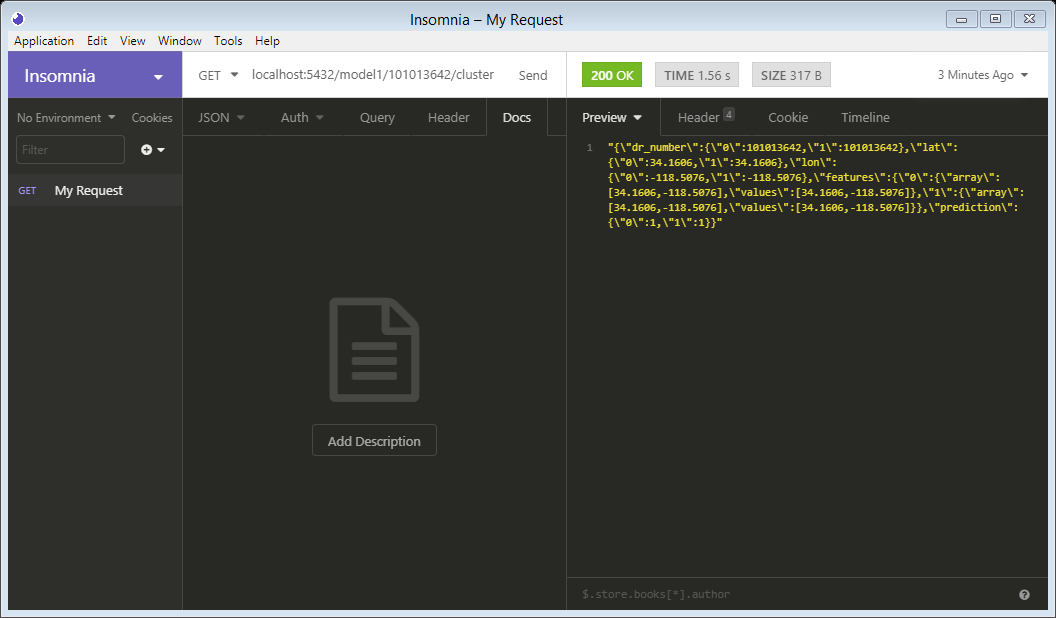 Insomnia – My Request
Application Edit View Window Tools Help
Insomnia
GET localhost:5432/model1/101013642/cluster Send
200 OK TIME 1.56 s SIZE 317 B 3 Minutes Ago
No Environment Cookies
JSON Auth Query Header Docs
Preview Header 4 Cookie Timeline
Filter
GET My Request
Add Description
1 "{\"dr_number\":{\"0\":101013642,\"1\":101013642},\"lat\":
{\"0\":34.1606,\"1\":34.1606},\"lon\":
{\"0\":-118.5076,\"1\":-118.5076},\"features\":{\"0\":{\"array\":
[34.1606,-118.5076],\"values\":[34.1606,-118.5076]},\"1\":{\"array\":
[34.1606,-118.5076],\"values\":[34.1606,-118.5076]}},\"prediction\":
{\"0\":1,\"1\":1}}"
$.store.books[*].author